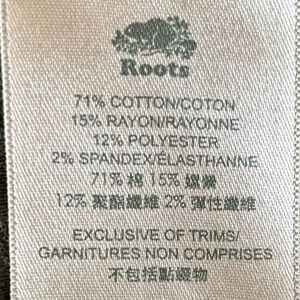 Roots
71% COTTON/COTON
15% RAYON/RAYONNE
12% POLYESTER
2% SPANDEX/ÉLASTHANNE
71% 棉 15% 嫘縈
12% 聚酯纖維 2% 彈性纖維
EXCLUSIVE OF TRIMS/
GARNITURES NON COMPRISES
不包括點綴物